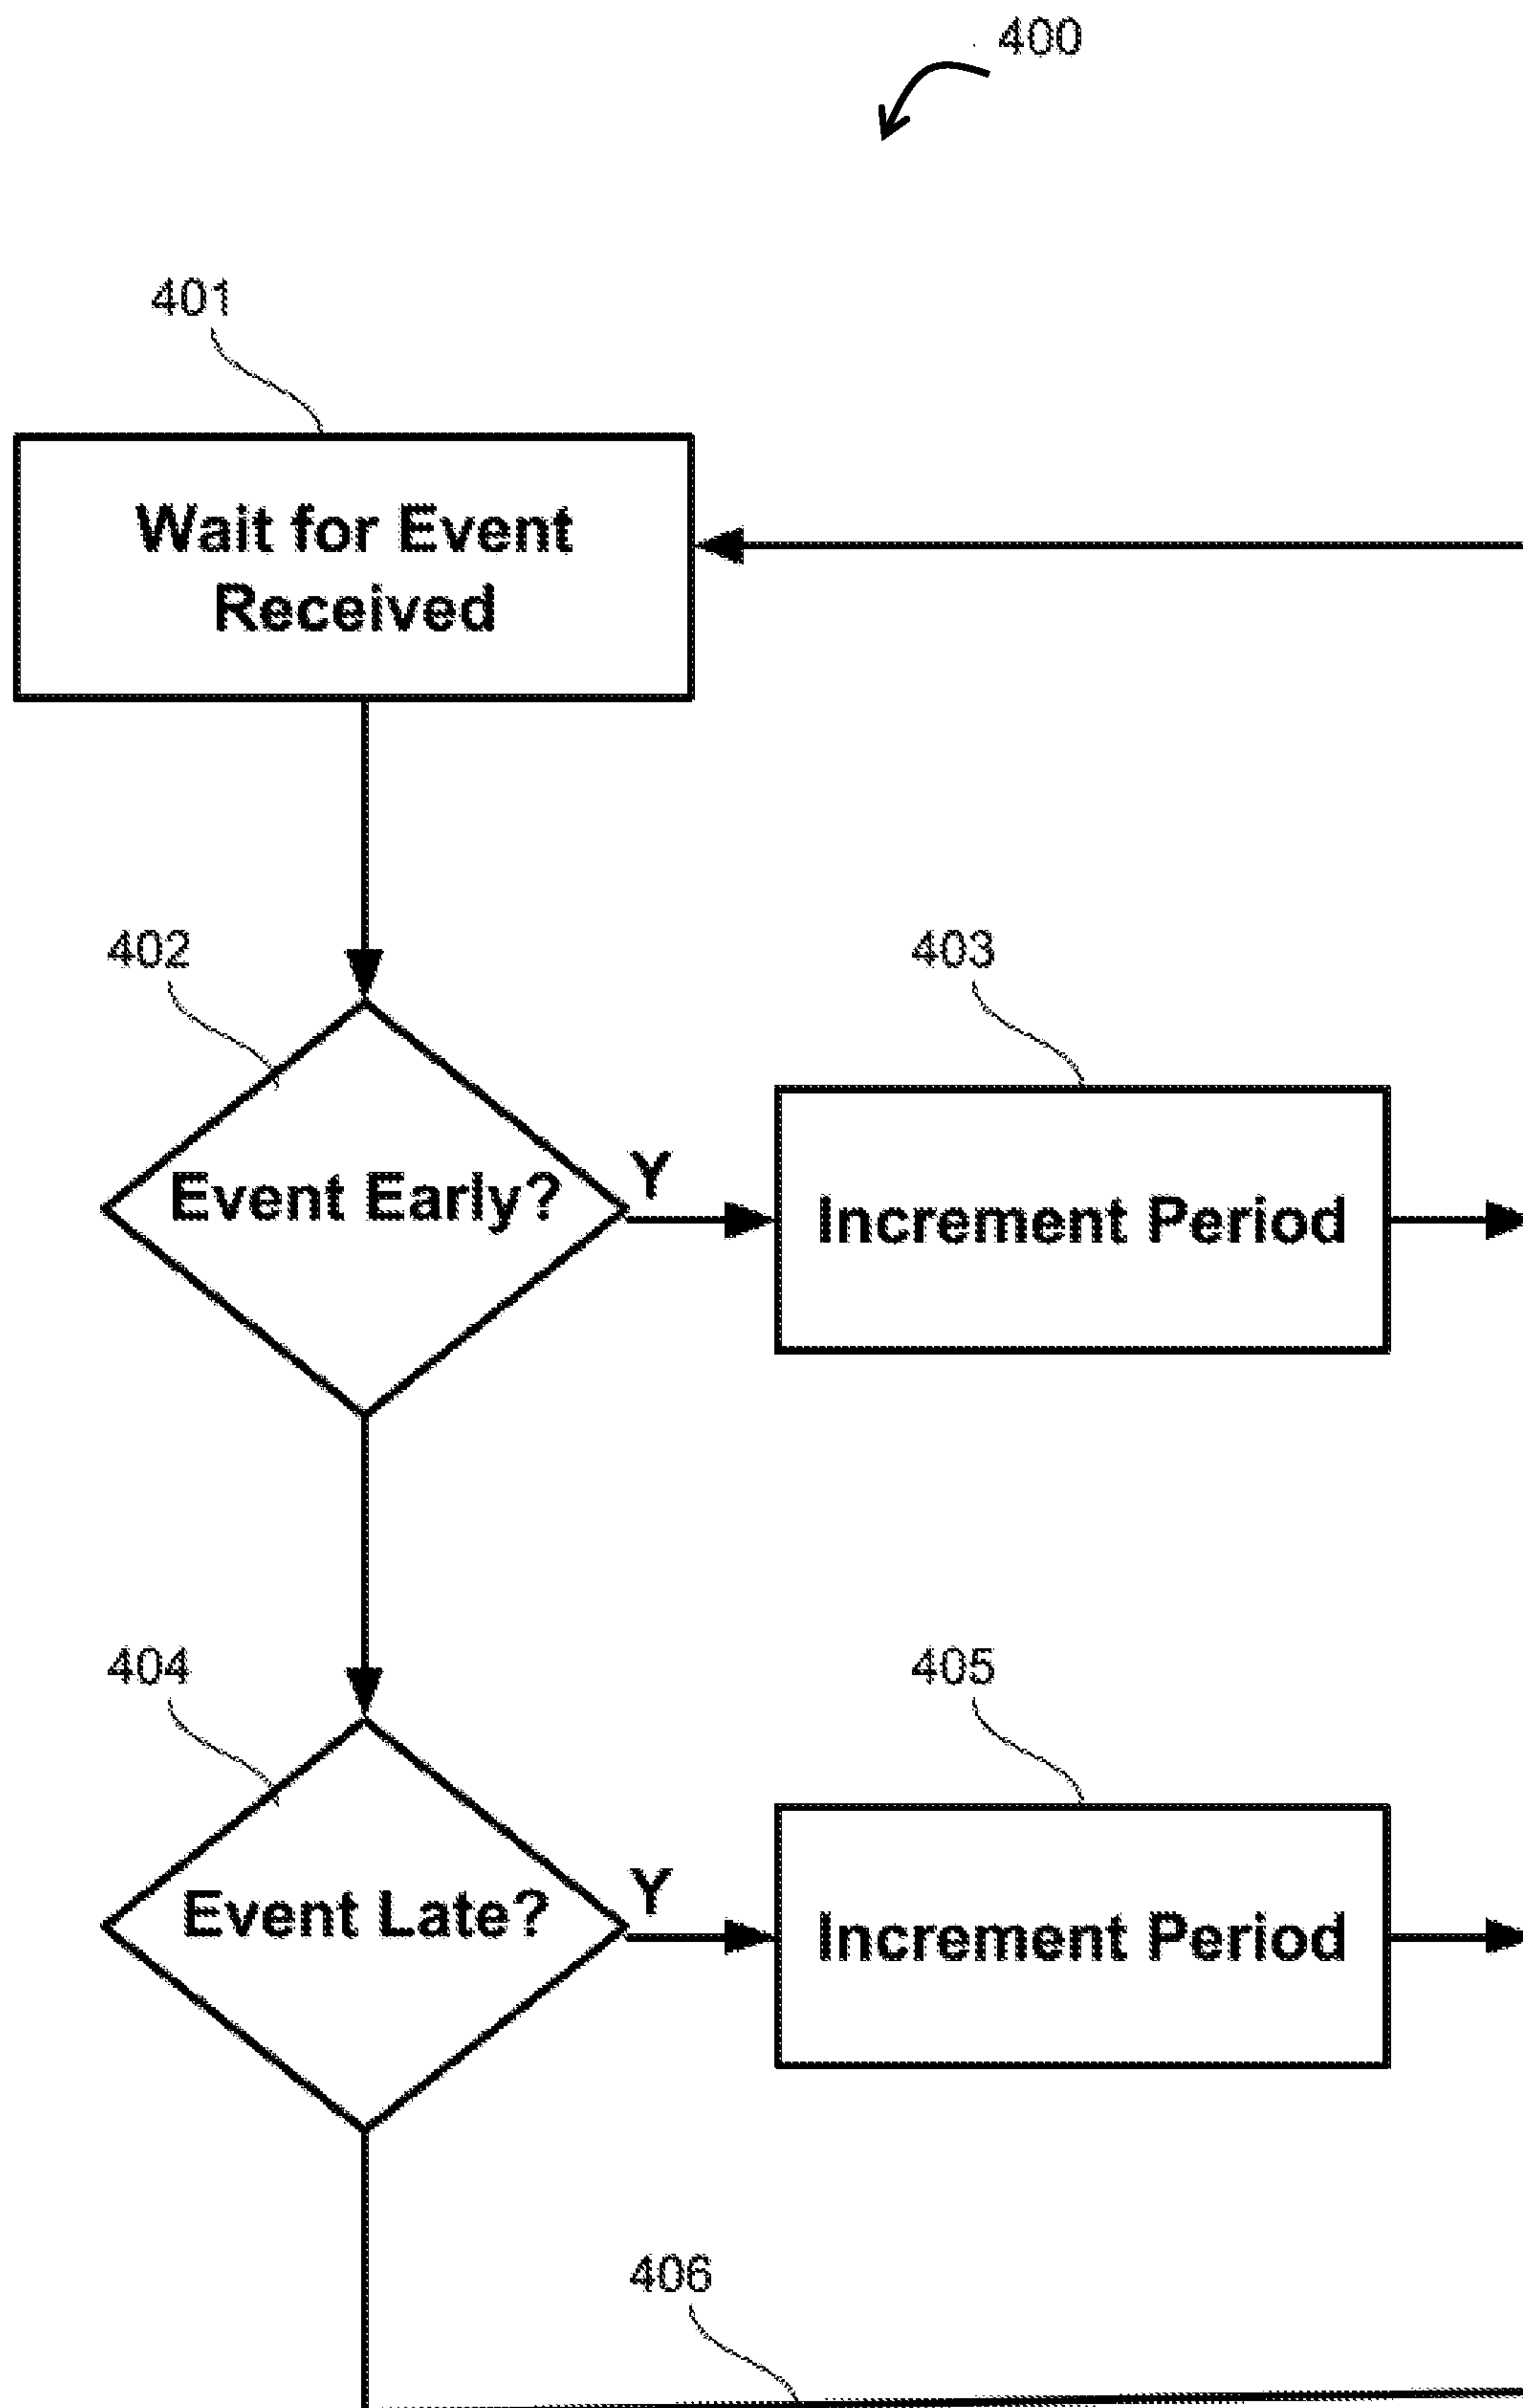 400
401
Wait for Event
Received
402
403
Event Early?
Y
Increment Period
404
405
Event Late?
Y
Increment Period
406